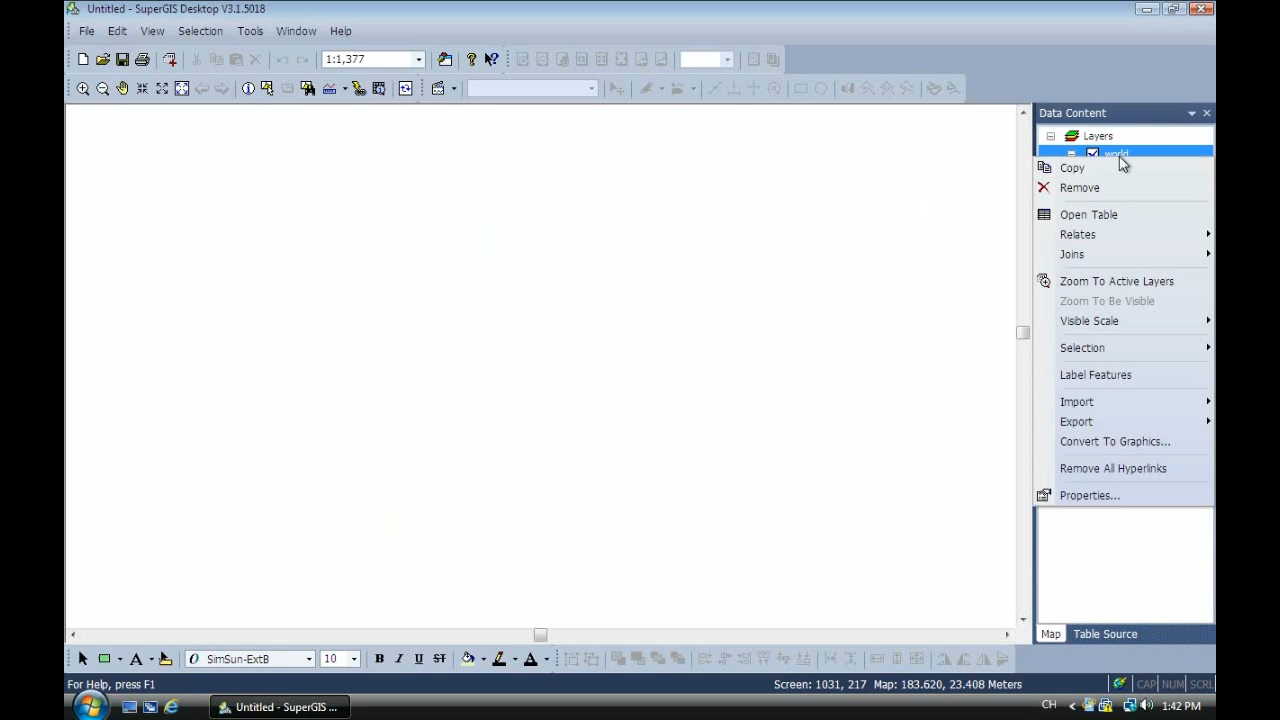 Untitled - SuperGIS Desktop V3.1.5018
File Edit View Selection Tools Window Help
1:1,377
Data Content
Layers
world
Copy
Remove
Open Table
Relates
Joins
Zoom To Active Layers
Zoom To Be Visible
Visible Scale
Selection
Label Features
Import
Export
Convert To Graphics...
Remove All Hyperlinks
Properties...
Map Table Source
SimSun-ExtB 10 B I U ST
For Help, press F1 Screen: 1031, 217 Map: 183.620, 23.408 Meters CAP NUM SCRL
Untitled - SuperGIS ... CH 1:42 PM